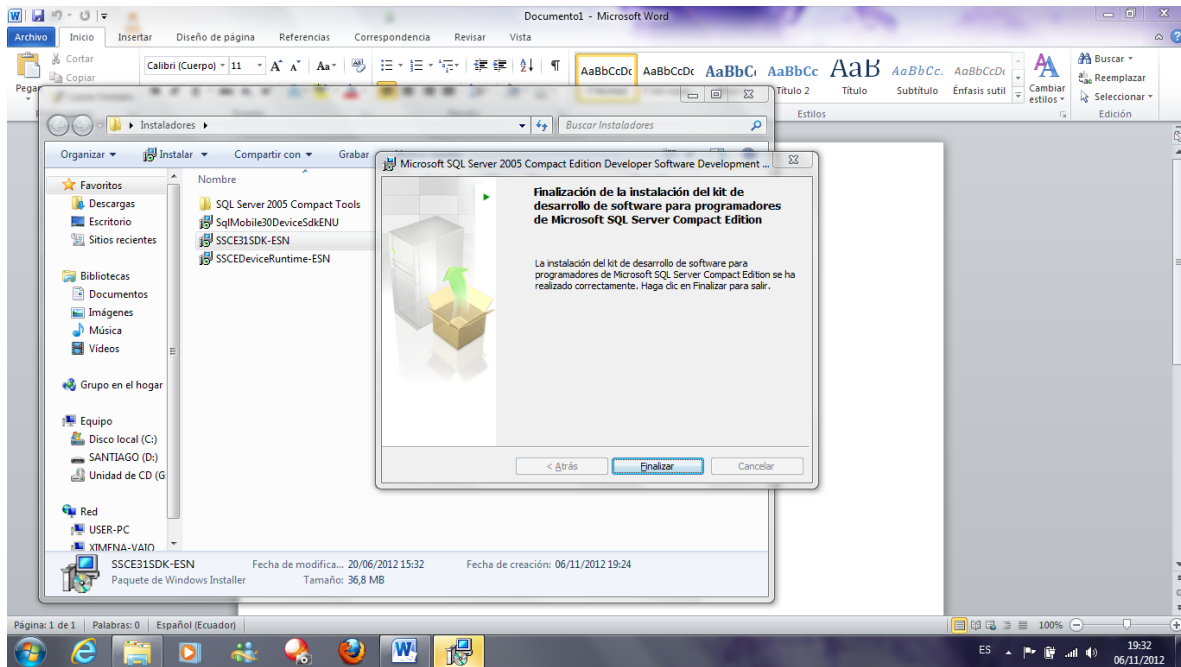 Documento1 - Microsoft Word
Archivo Inicio Insertar Diseño de página Referencias Correspondencia Revisar Vista
Cortar
Copiar
Pegar
Calibri (Cuerpo) 11
AaBbCcDc AaBbCcDc AaBbC AaBbCc AaB AaBbCc. AaBbCcDc
Título 2 Título Subtítulo Énfasis sutil
Cambiar
estilos
Estilos
Buscar
Reemplazar
Seleccionar
Edición
Instaladores
Buscar Instaladores
Organizar Instalar Compartir con Grabar
Favoritos
Descargas
Escritorio
Sitios recientes
Bibliotecas
Documentos
Imágenes
Música
Vídeos
Grupo en el hogar
Equipo
Disco local (C:)
SANTIAGO (D:)
Unidad de CD (G
Red
USER-PC
XIMENA-VAIO
Nombre
SQL Server 2005 Compact Tools
SqlMobile30DeviceSdkENU
SSCE31SDK-ESN
SSCEDeviceRuntime-ESN
Microsoft SQL Server 2005 Compact Edition Developer Software Development ...
Finalización de la instalación del kit de
desarrollo de software para programadores
de Microsoft SQL Server Compact Edition
La instalación del kit de desarrollo de software para
programadores de Microsoft SQL Server Compact Edition se ha
realizado correctamente. Haga clic en Finalizar para salir.
< Atrás Finalizar Cancelar
SSCE31SDK-ESN Fecha de modifica... 20/06/2012 15:32 Fecha de creación: 06/11/2012 19:24
Paquete de Windows Installer Tamaño: 36,8 MB
Página: 1 de 1 Palabras: 0 Español (Ecuador) 100%
ES 19:32
06/11/2012